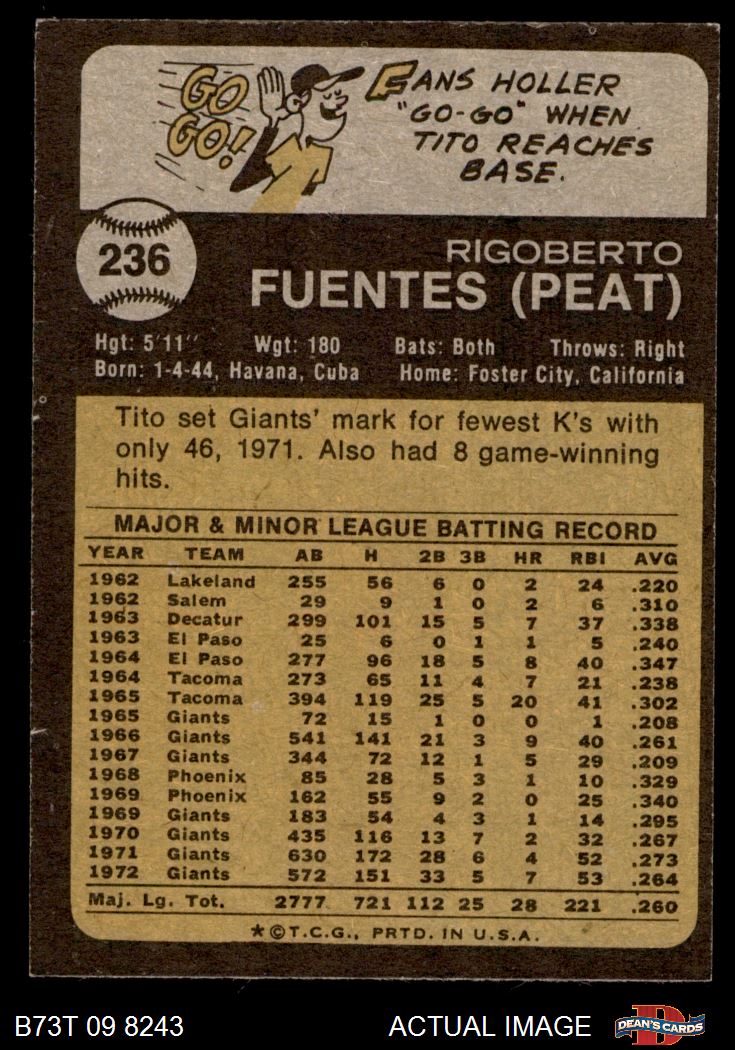 GO
GO!
FANS HOLLER
"GO-GO" WHEN
TITO REACHES
BASE.
236
RIGOBERTO
FUENTES (PEAT)
Hgt: 5'11" Wgt: 180 Bats: Both Throws: Right
Born: 1-4-44, Havana, Cuba Home: Foster City, California
Tito set Giants' mark for fewest K's with
only 46, 1971. Also had 8 game-winning
hits.
MAJOR & MINOR LEAGUE BATTING RECORD
YEAR TEAM AB H 2B 3B HR RBI AVG
1962 Lakeland 255 56 6 0 2 24 .220
1962 Salem 29 9 1 0 2 6 .310
1963 Decatur 299 101 15 5 7 37 .338
1963 El Paso 25 6 0 1 1 5 .240
1964 El Paso 277 96 18 5 8 40 .347
1964 Tacoma 273 65 11 4 7 21 .238
1965 Tacoma 394 119 25 5 20 41 .302
1965 Giants 72 15 1 0 0 1 .208
1966 Giants 541 141 21 3 9 40 .261
1967 Giants 344 72 12 1 5 29 .209
1968 Phoenix 85 28 5 3 1 10 .329
1969 Phoenix 162 55 9 2 0 25 .340
1969 Giants 183 54 4 3 1 14 .295
1970 Giants 435 116 13 7 2 32 .267
1971 Giants 630 172 28 6 4 52 .273
1972 Giants 572 151 33 5 7 53 .264
Maj. Lg. Tot. 2777 721 112 25 28 221 .260
*©T.C.G., PRTD. IN U.S.A.
B73T 09 8243 ACTUAL IMAGE
D
DEAN'S CARDS